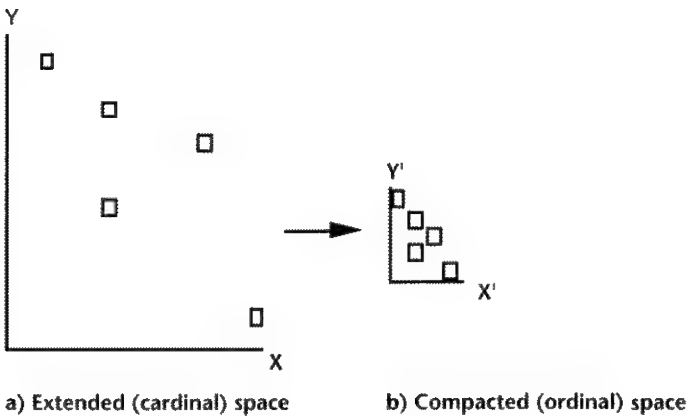 Y
Y'
X'
X
a) Extended (cardinal) space
b) Compacted (ordinal) space